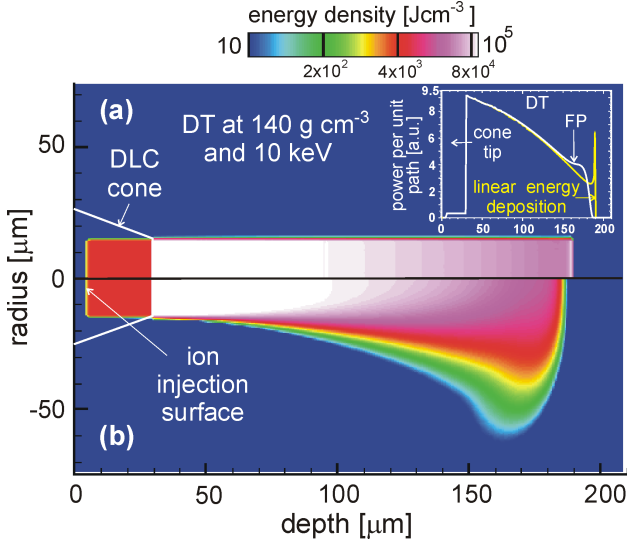 energy density [Jcm⁻³ ]
10
10⁵
2x10² 4x10³ 8x10⁴
(a)
DT at 140 g cm⁻³
and 10 keV
DLC
cone
9.5
8
6
4
2
0
power per unit
path [a.u.]
DT
FP
cone
tip
linear energy
deposition
0 50 100 150 200
50
0
-50
radius [μm]
ion
injection
surface
(b)
0 50 100 150 200
depth [μm]